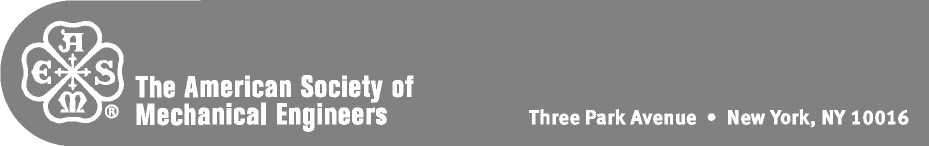 A
E S
M
®
The American Society of
Mechanical Engineers
Three Park Avenue • New York, NY 10016